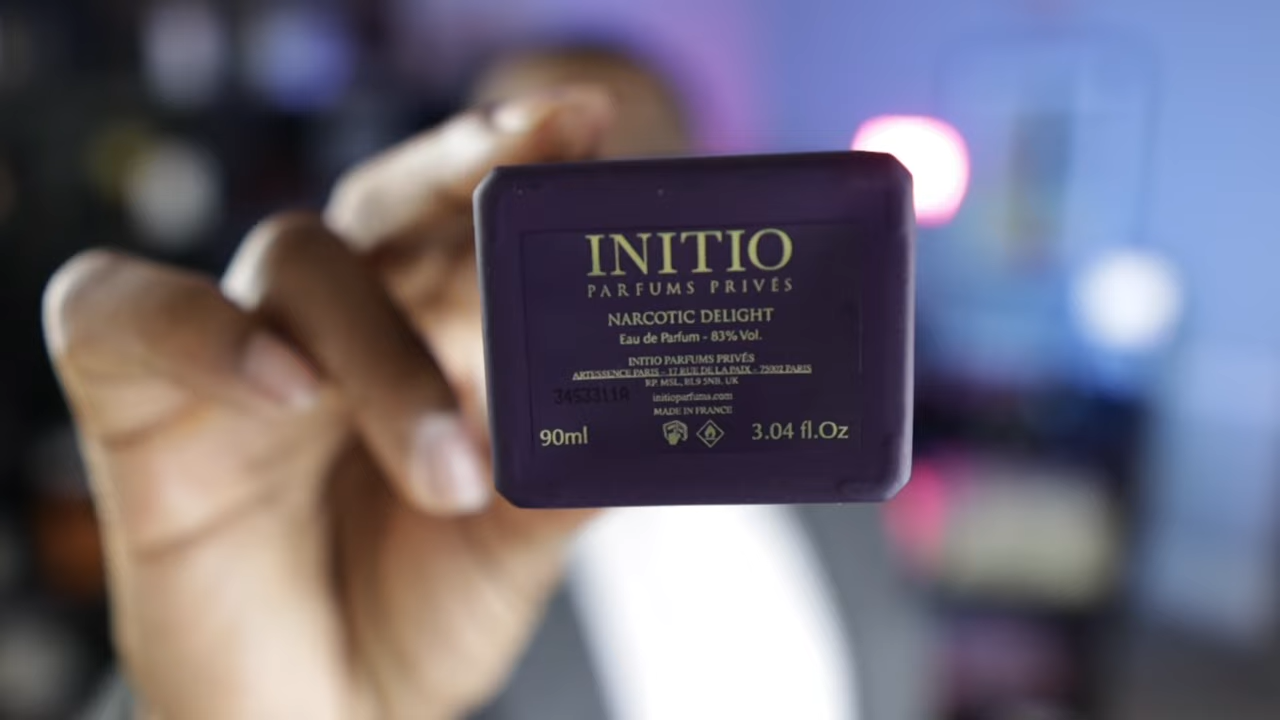 INITIO
PARFUMS PRIVÉS
NARCOTIC DELIGHT
Eau de Parfum - 83% Vol.
INITIO PARFUMS PRIVÉS
ARTESSENCE PARIS - 17 RUE DE LA PAIX - 75002 PARIS
RP. MSL, BL9 5NB, UK
3453311R
initioparfums.com
MADE IN FRANCE
90ml
3.04 fl.Oz